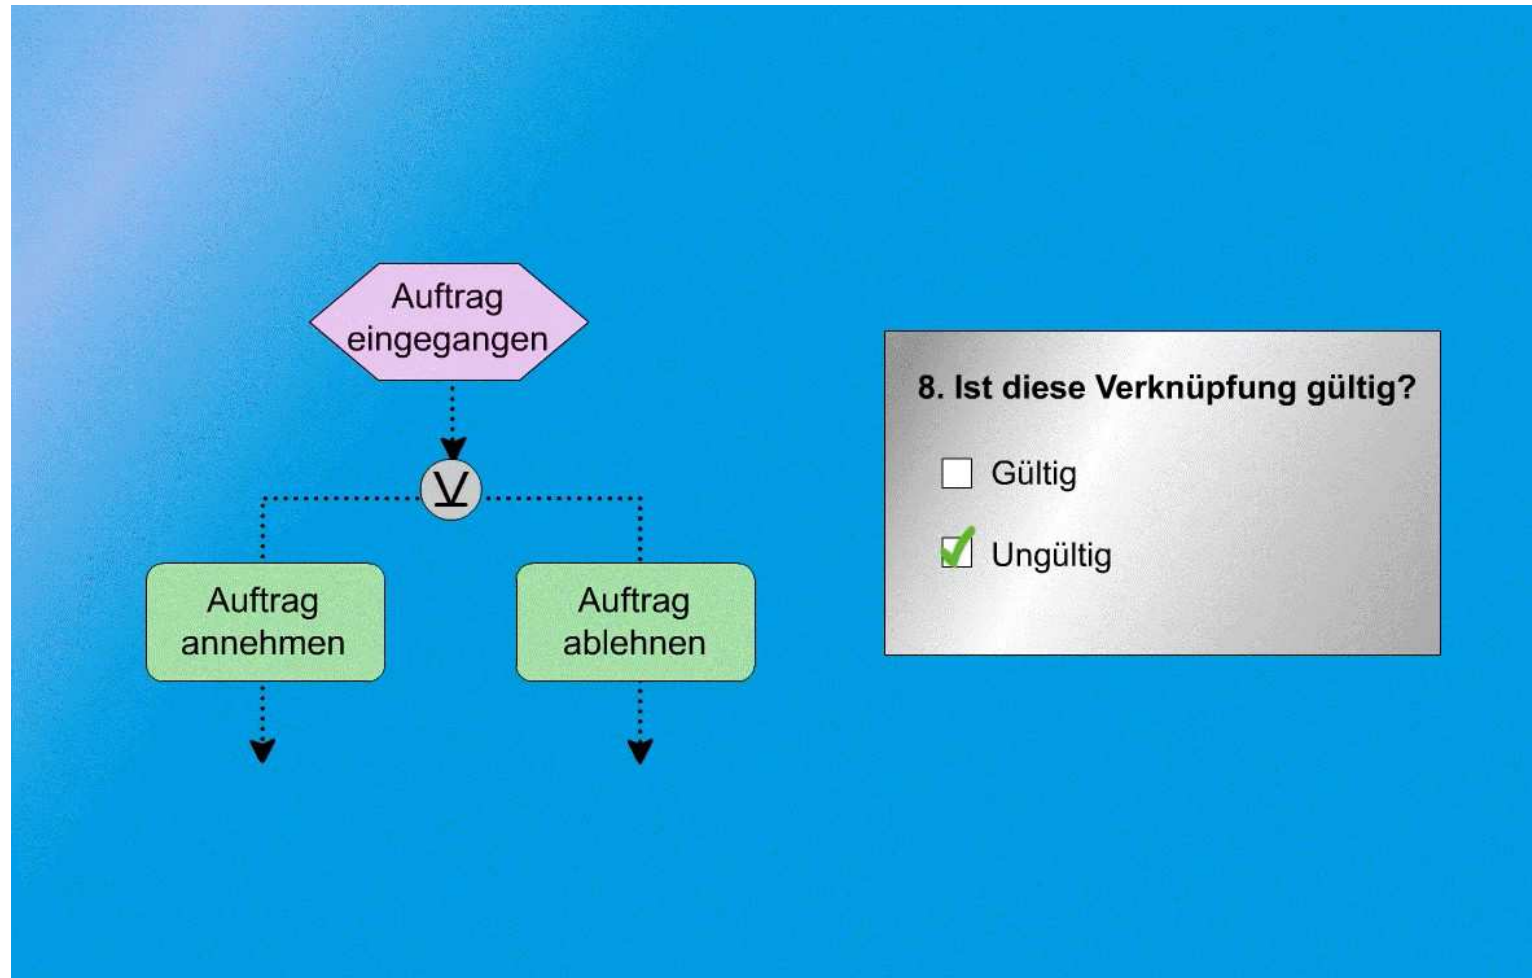 Auftrag
eingegangen
Auftrag
annehmen
Auftrag
ablehnen
8. Ist diese Verknüpfung gültig?
Gültig
Ungültig